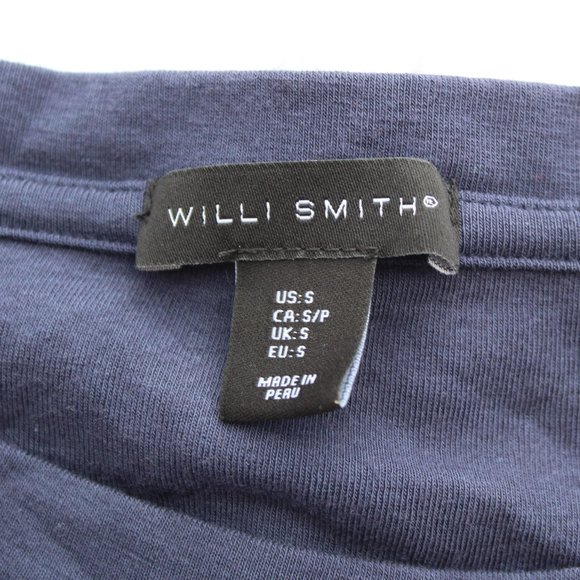 WILLI SMITH®
US: S
CA: S/P
UK: S
EU: S
MADE IN
PERU